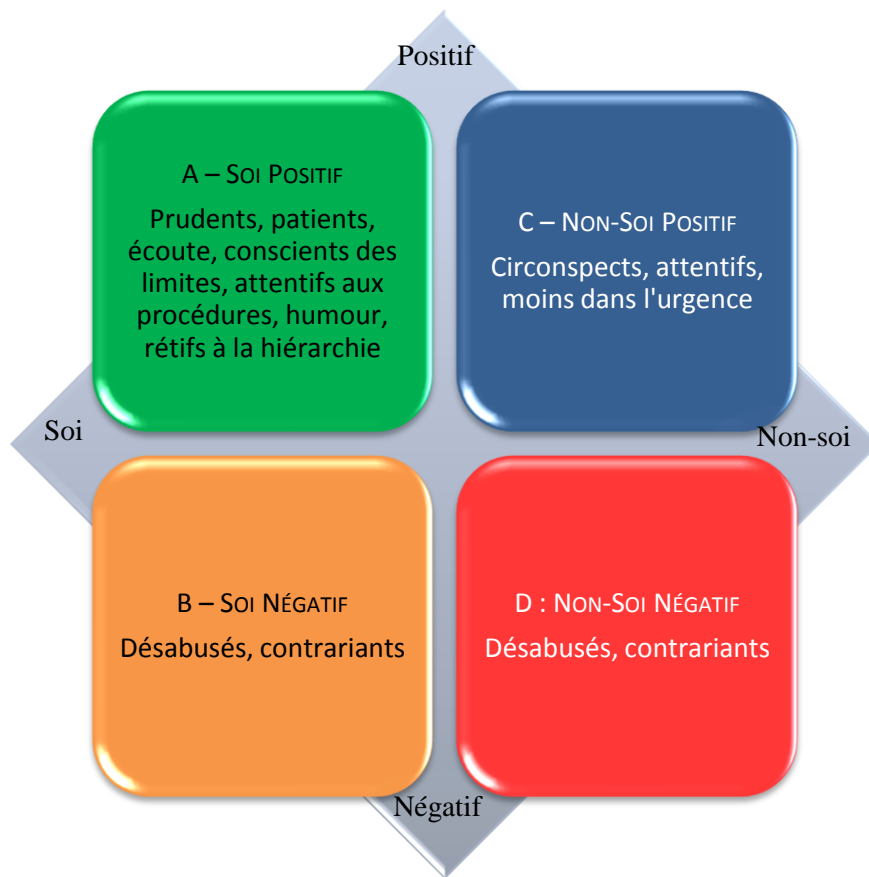 Positif
A – SOI POSITIF
Prudents, patients,
écoute, conscients des
limites, attentifs aux
procédures, humour,
rétifs à la hiérarchie
C – NON-SOI POSITIF
Circonspects, attentifs,
moins dans l'urgence
Soi
Non-soi
B – SOI NÉGATIF
Désabusés, contrariants
D : NON-SOI NÉGATIF
Désabusés, contrariants
Négatif